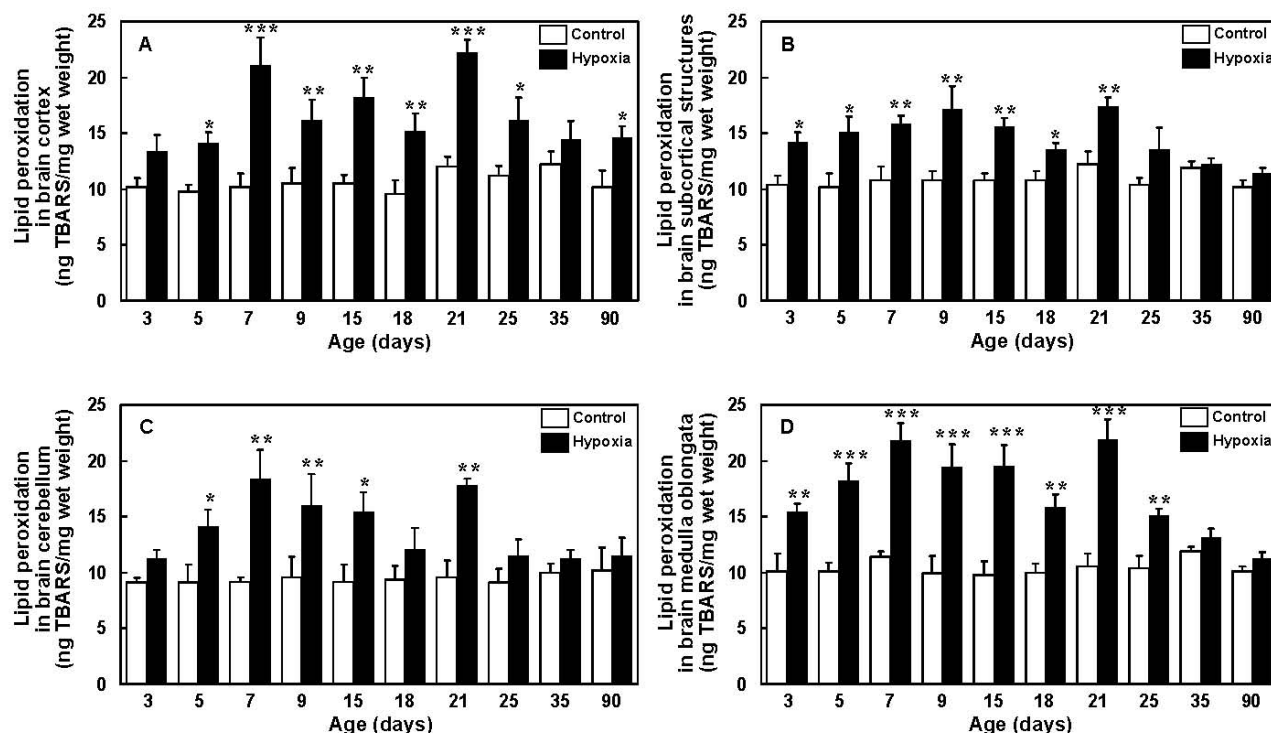 Lipid peroxidation
in brain cortex
(ng TBARS/mg wet weight)
25
20
15
10
5
0
A
*
***
**
**
**
***
*
*
Control
Hypoxia
3 5 7 9 15 18 21 25 35 90
Age (days)
Lipid peroxidation
in brain subcortical structures
(ng TBARS/mg wet weight)
25
20
15
10
5
0
B
*
*
**
**
**
*
**
Control
Hypoxia
3 5 7 9 15 18 21 25 35 90
Age (days)
Lipid peroxidation
in brain cerebellum
(ng TBARS/mg wet weight)
25
20
15
10
5
0
C
*
**
**
*
**
Control
Hypoxia
3 5 7 9 15 18 21 25 35 90
Age (days)
Lipid peroxidation
in brain medulla oblongata
(ng TBARS/mg wet weight)
25
20
15
10
5
0
D
**
***
***
***
***
**
***
**
Control
Hypoxia
3 5 7 9 15 18 21 25 35 90
Age (days)